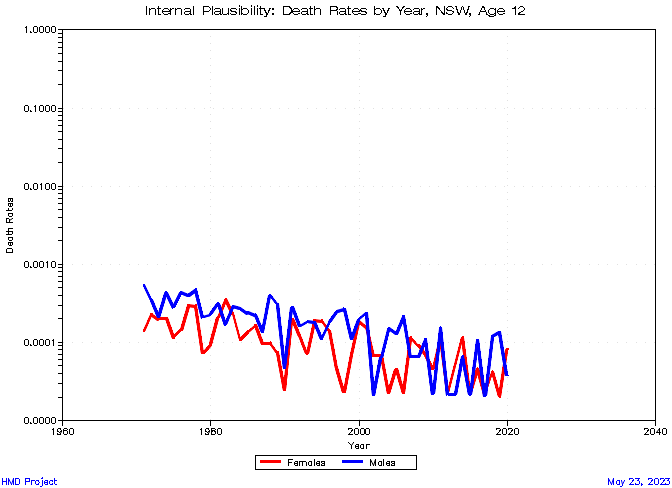 Internal Plausibility: Death Rates by Year, NSW, Age 12
1.0000
0.1000
0.0100
0.0010
0.0001
0.0000
Death Rates
1960 1980 2000 2020 2040
Year
Females Males
HMD Project May 23, 2023